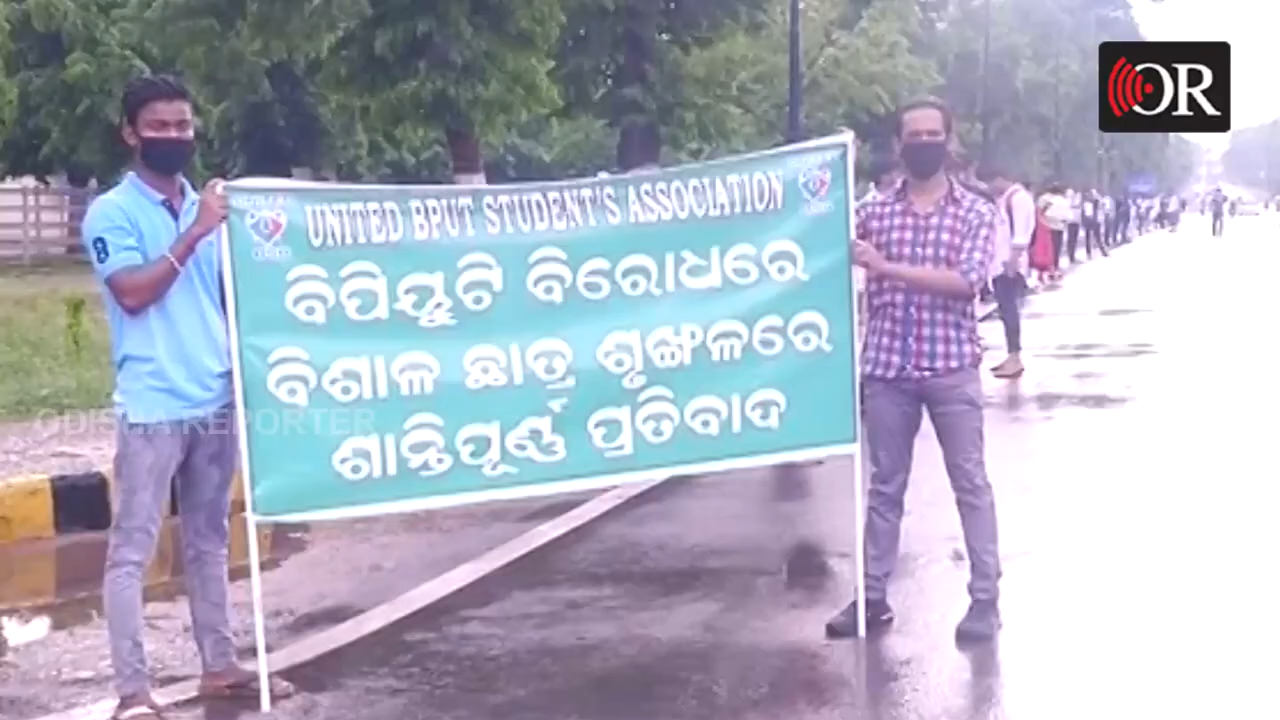 OR
UNITED BPUT STUDENT'S ASSOCIATION
ବିପିୟୁଟି ବିରୋଧରେ
ବିଶାଳ ଛାତ୍ର ଶୃଙ୍ଖଳରେ
ଶାନ୍ତିପୂର୍ଣ୍ଣ ପ୍ରତିବାଦ
ODISHA REPORTER